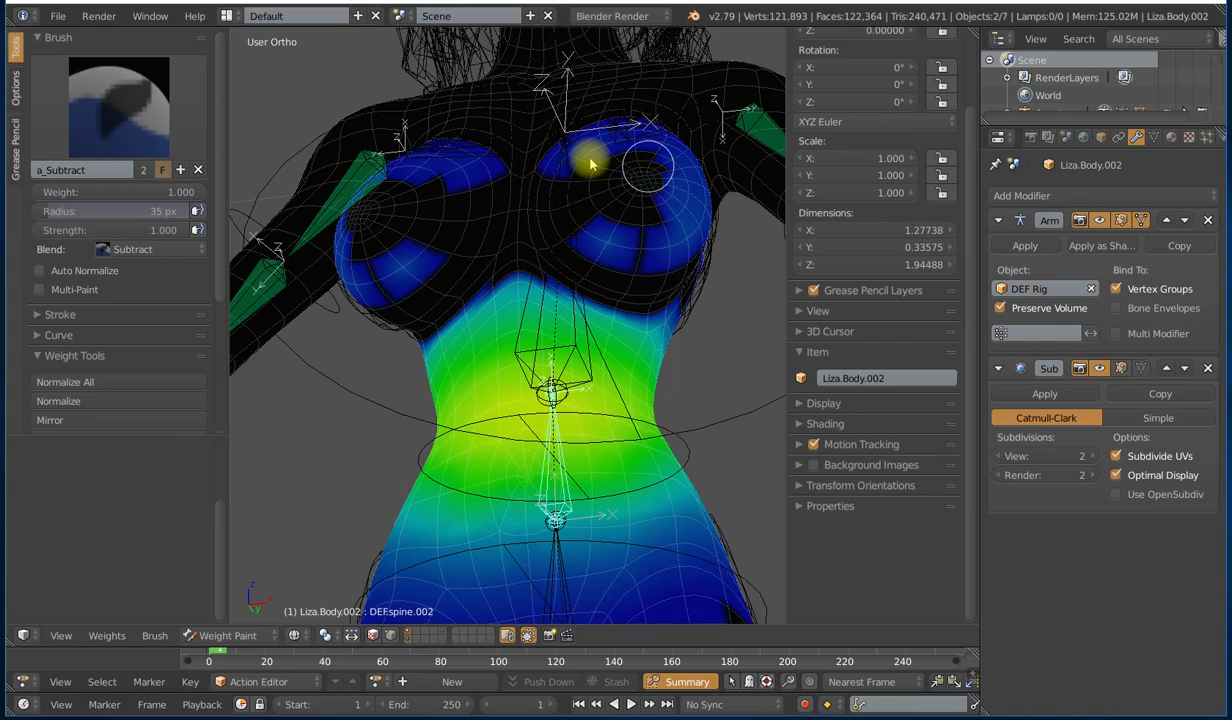 File Render Window Help Default Scene Blender Render v2.79 | Verts:121,893 | Faces:122,364 | Tris:240,471 | Objects:2/7 | Lamps:0/0 | Mem:125.02M | Liza.Body.002
Tools
Options
Grease Pencil
Brush
a_Subtract 2 F
Weight: 1.000
Radius: 35 px
Strength: 1.000
Blend: Subtract
Auto Normalize
Multi-Paint
Stroke
Curve
Weight Tools
Normalize All
Normalize
Mirror
User Ortho
(1) Liza.Body.002 : DEF.spine.002
View Weights Brush Weight Paint
Z: 0.00000
Rotation:
X: 0°
Y: 0°
Z: 0°
XYZ Euler
Scale:
X: 1.000
Y: 1.000
Z: 1.000
Dimensions:
X: 1.27738
Y: 0.33575
Z: 1.94488
Grease Pencil Layers
View
3D Cursor
Item
Liza.Body.002
Display
Shading
Motion Tracking
Background Images
Transform Orientations
Properties
View Search All Scenes
Scene
RenderLayers
World
Liza.Body.002
Add Modifier
Arm
Apply Apply as Sha... Copy
Object: Bind To:
DEF Rig Vertex Groups
Preserve Volume Bone Envelopes
Multi Modifier
Sub
Apply Copy
Catmull-Clark Simple
Subdivisions: Options:
View: 2 Subdivide UVs
Render: 2 Optimal Display
Use OpenSubdiv
0 20 40 60 80 100 120 140 160 180 200 220 240
View Select Marker Key Action Editor New Push Down Stash Summary Nearest Frame
View Marker Frame Playback Start: 1 End: 250 1 No Sync